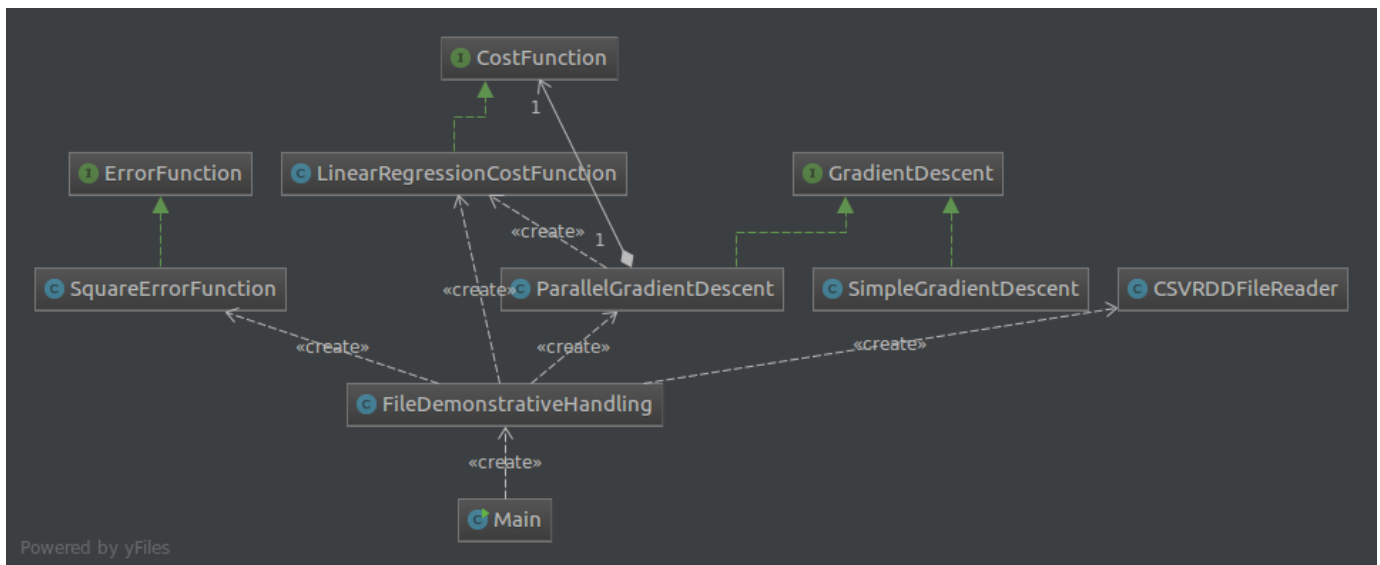 I CostFunction
1
I ErrorFunction
C LinearRegressionCostFunction
I GradientDescent
«create»
1
C SquareErrorFunction
«create»
C ParallelGradientDescent
C SimpleGradientDescent
C CSVRDDFileReader
«create»
«create»
«create»
C FileDemonstrativeHandling
«create»
C Main
Powered by yFiles